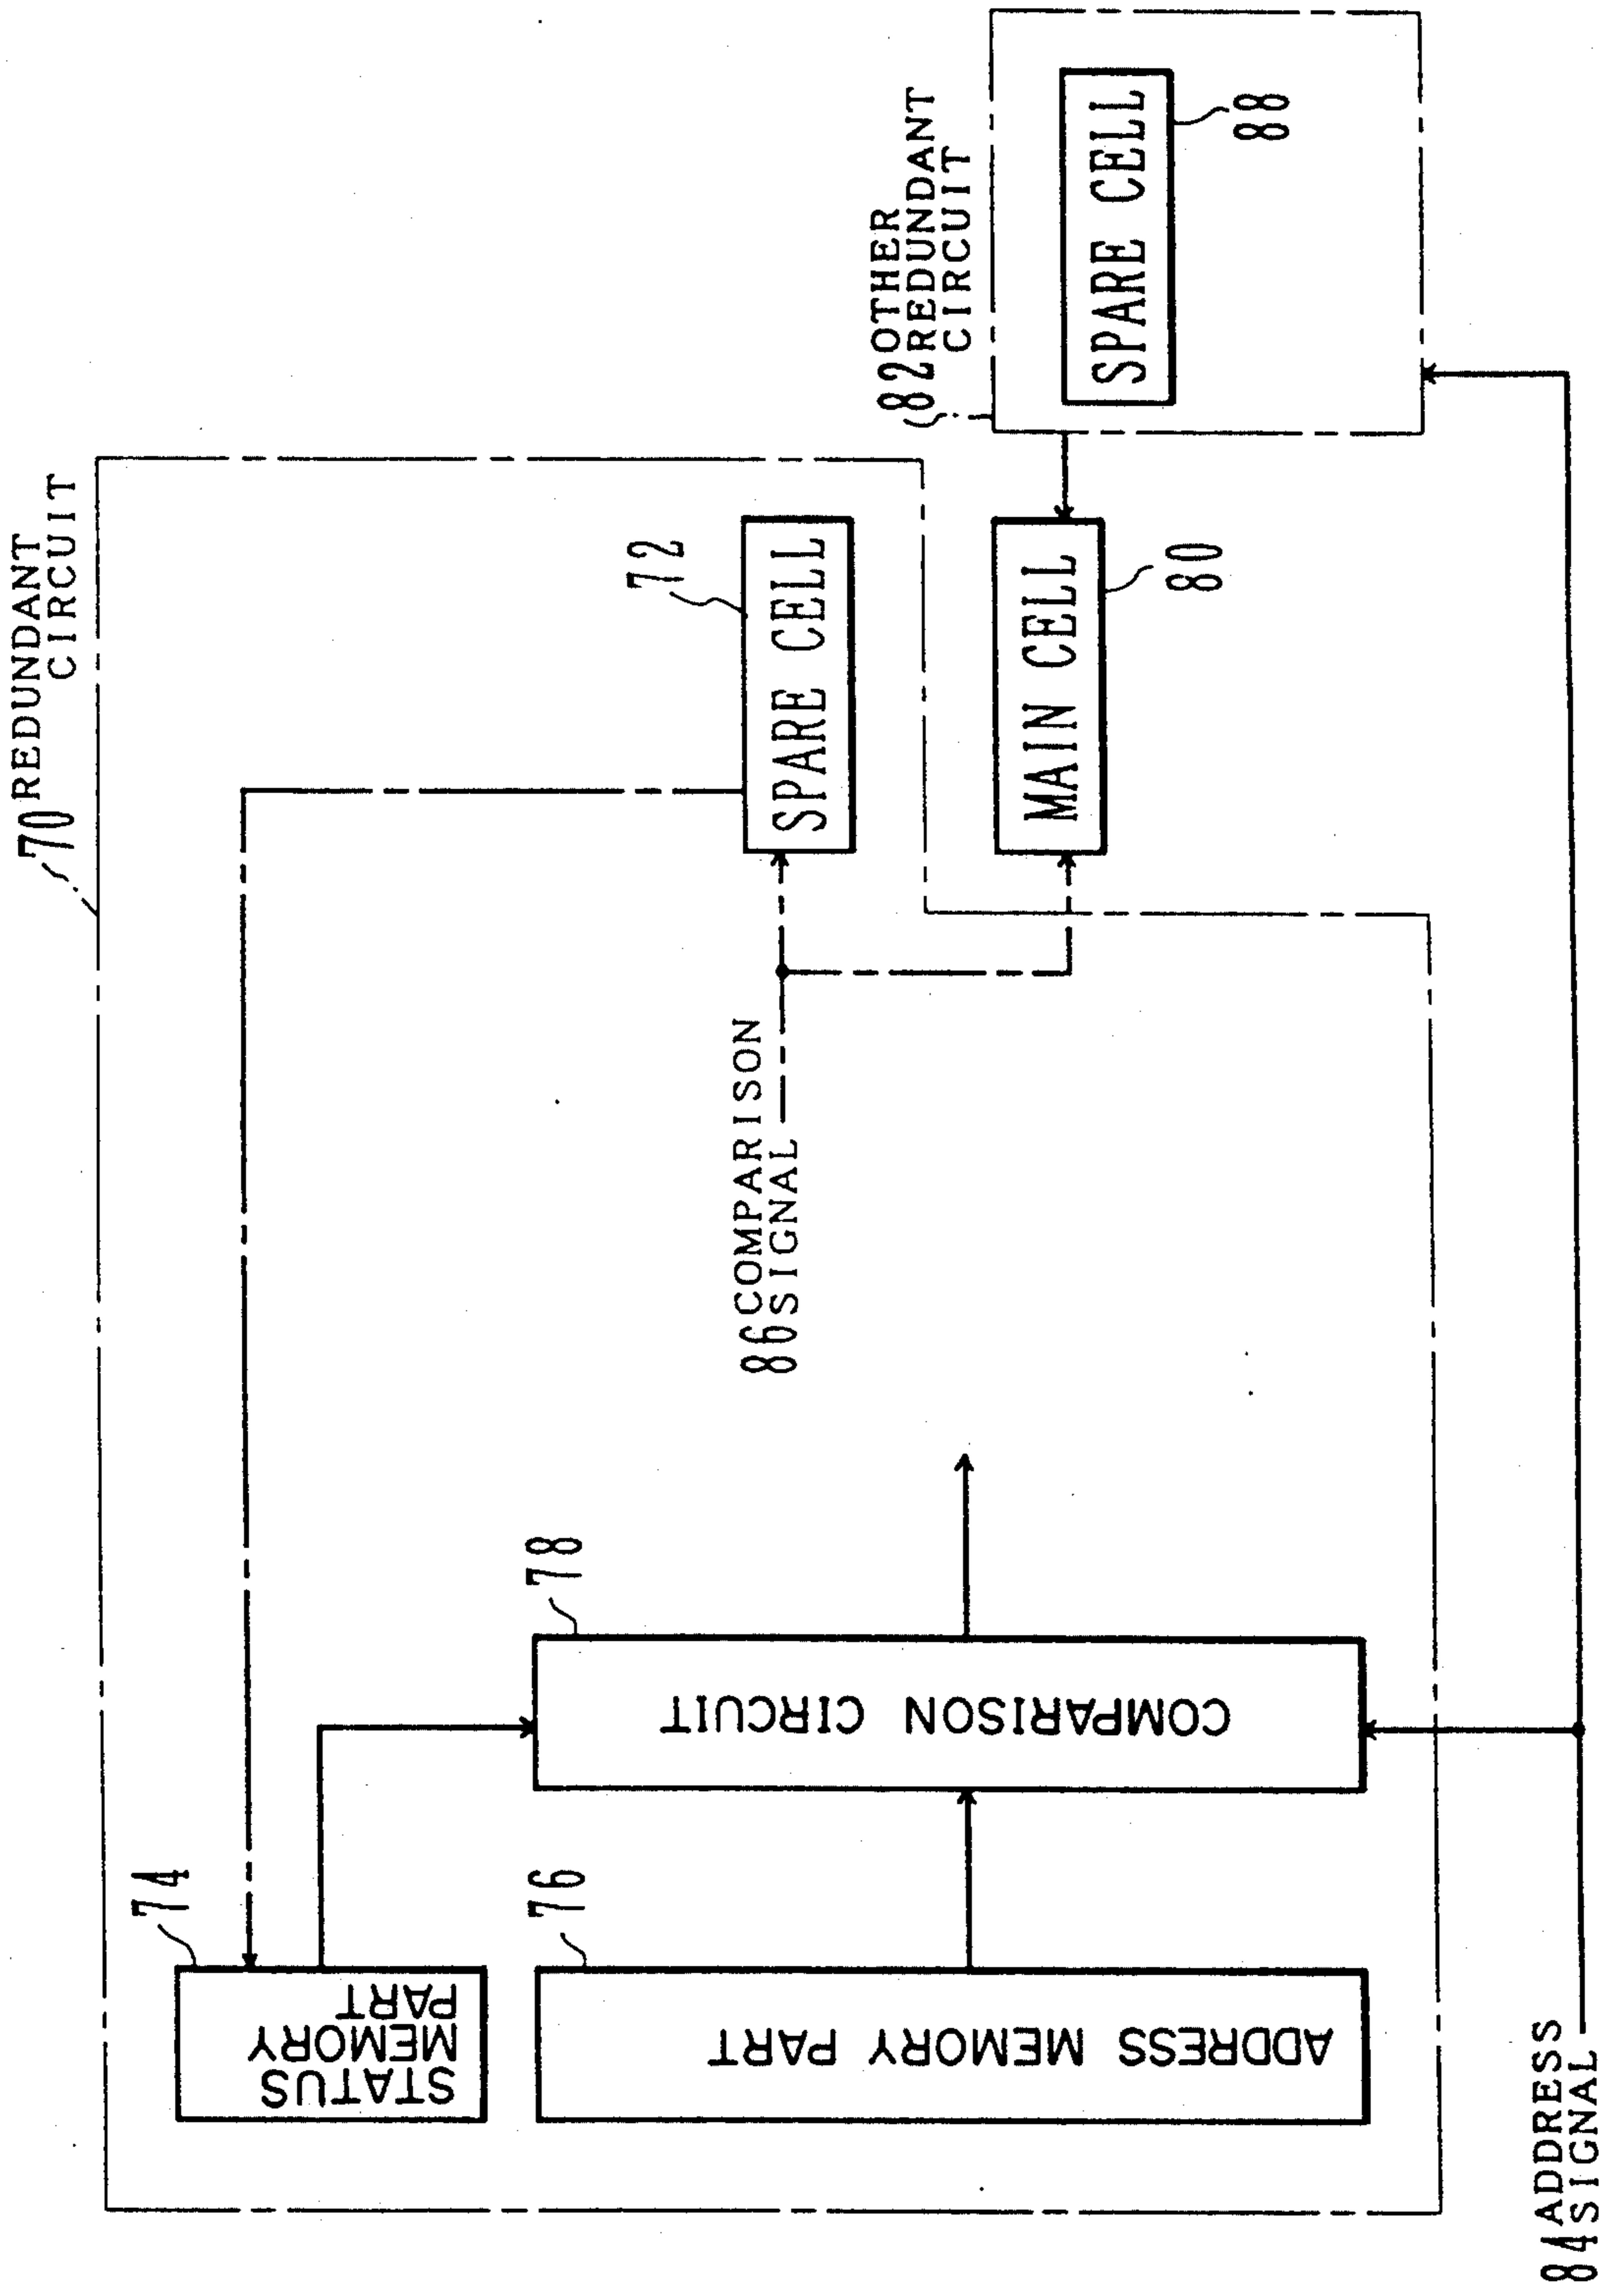 70 REDUNDANT
CIRCUIT
74
STATUS
MEMORY
PART
76
ADDRESS MEMORY PART
78
COMPARISON CIRCUIT
86 COMPARISON
SIGNAL
72
SPARE CELL
MAIN CELL
80
82 OTHER
REDUNDANT
CIRCUIT
SPARE CELL
88
84 ADDRESS
SIGNAL